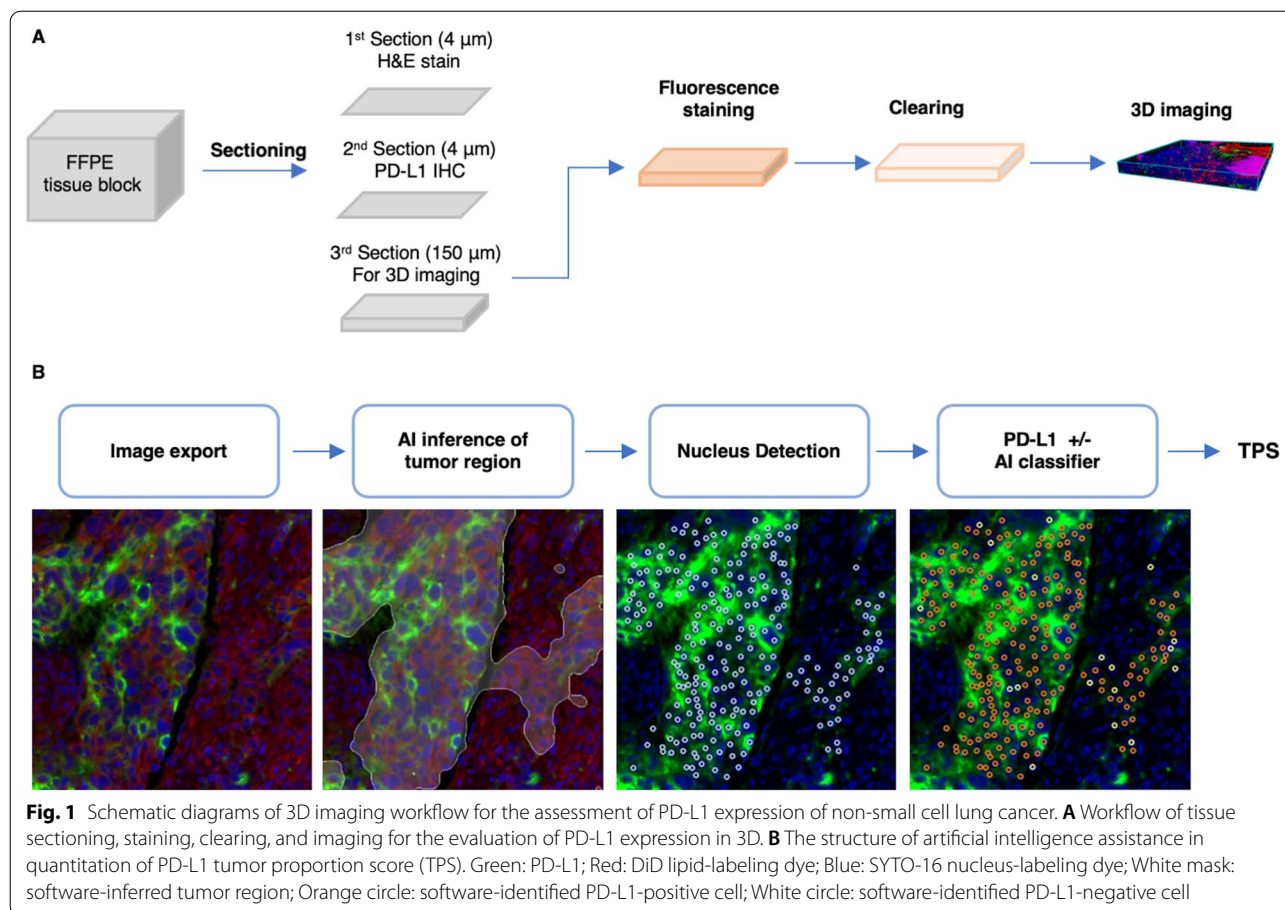 A
FFPE
tissue block
Sectioning
1st Section (4 μm)
H&E stain
2nd Section (4 μm)
PD-L1 IHC
3rd Section (150 μm)
For 3D imaging
Fluorescence
staining
Clearing
3D imaging
B
Image export
AI inference of
tumor region
Nucleus Detection
PD-L1 +/-
AI classifier
TPS
Fig. 1 Schematic diagrams of 3D imaging workflow for the assessment of PD-L1 expression of non-small cell lung cancer. A Workflow of tissue
sectioning, staining, clearing, and imaging for the evaluation of PD-L1 expression in 3D. B The structure of artificial intelligence assistance in
quantitation of PD-L1 tumor proportion score (TPS). Green: PD-L1; Red: DiD lipid-labeling dye; Blue: SYTO-16 nucleus-labeling dye; White mask:
software-inferred tumor region; Orange circle: software-identified PD-L1-positive cell; White circle: software-identified PD-L1-negative cell